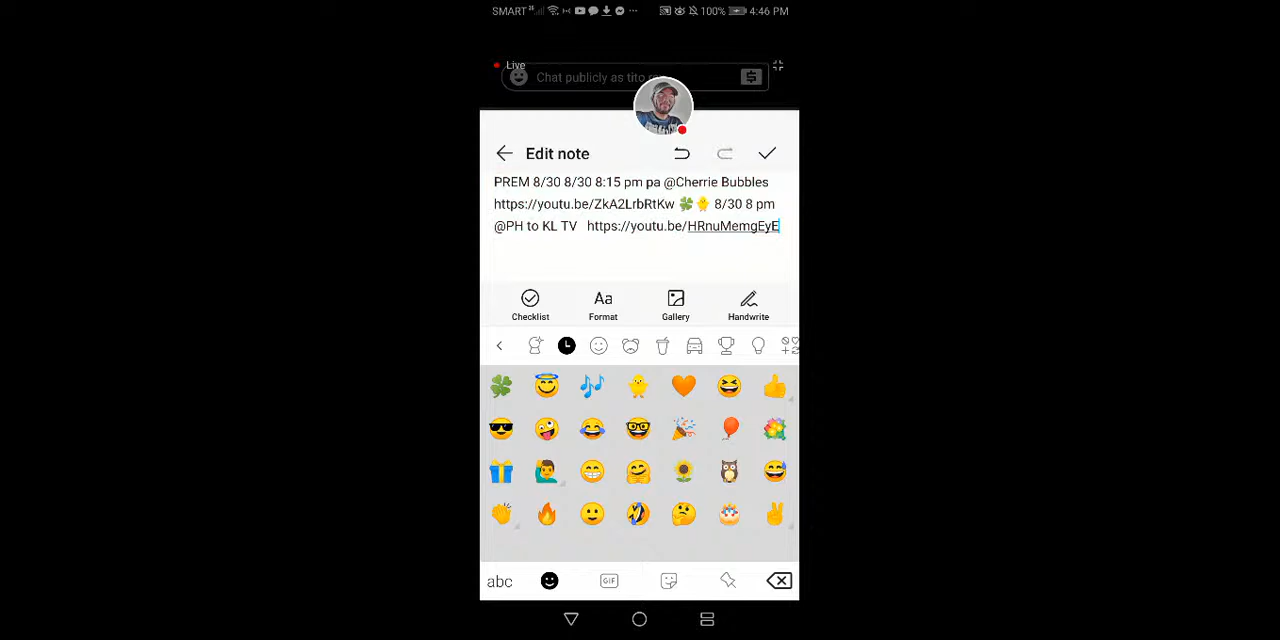 SMART 100% 4:46 PM
Live
Chat publicly as tito
Edit note
PREM 8/30 8/30 8:15 pm pa @Cherrie Bubbles
https://youtu.be/ZkA2LrbRtKw 🍀🐥 8/30 8 pm
@PH to KL TV https://youtu.be/HRnuMemgEyE
Checklist Format Gallery Handwrite
abc GIF